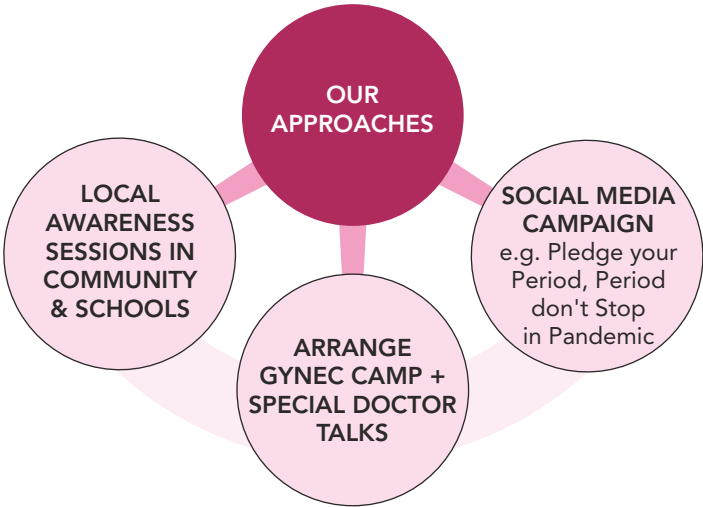 OUR
APPROACHES
LOCAL
AWARENESS
SESSIONS IN
COMMUNITY
& SCHOOLS
ARRANGE
GYNEC CAMP +
SPECIAL DOCTOR
TALKS
SOCIAL MEDIA
CAMPAIGN
e.g. Pledge your
Period, Period
don't Stop
in Pandemic